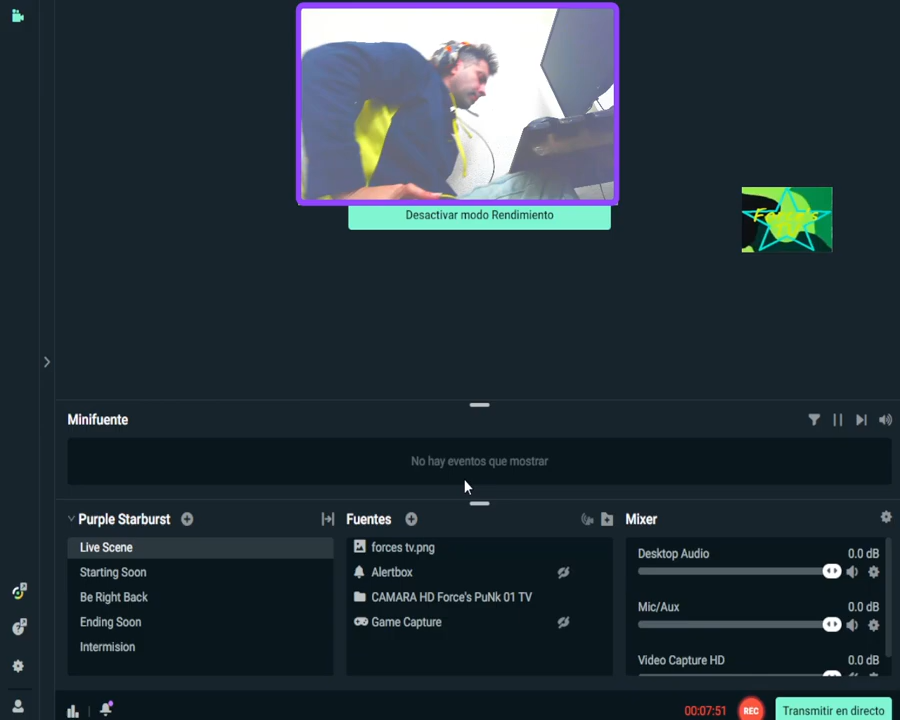 Desactivar modo Rendimiento
Force's
Minifuente
No hay eventos que mostrar
Purple Starburst
Live Scene
Starting Soon
Be Right Back
Ending Soon
Intermision
Fuentes
forces tv.png
Alertbox
CAMARA HD Force's PuNk 01 TV
Game Capture
Mixer
Desktop Audio 0.0 dB
Mic/Aux 0.0 dB
Video Capture HD 0.0 dB
00:07:51 REC Transmitir en directo